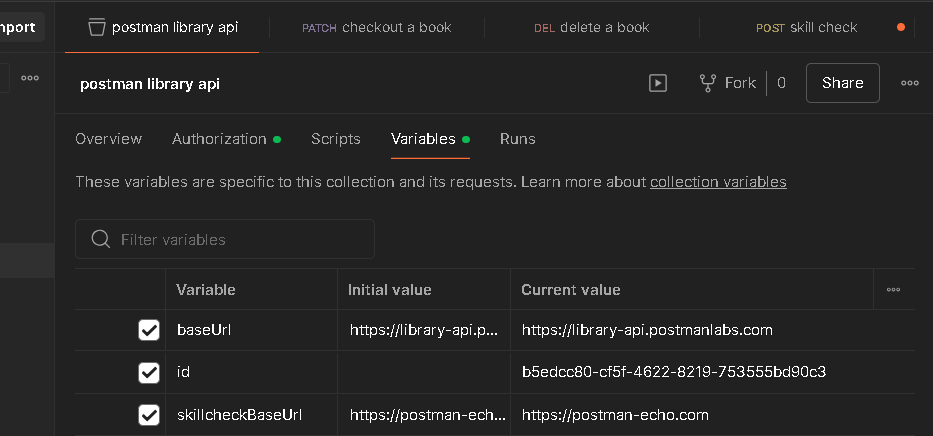 nport
postman library api
PATCH checkout a book
DEL delete a book
POST skill check
postman library api
Fork 0
Share
Overview
Authorization
Scripts
Variables
Runs
These variables are specific to this collection and its requests. Learn more about collection variables
Filter variables
Variable Initial value Current value
baseUrl https://library-api.p... https://library-api.postmanlabs.com
id b5edcc80-cf5f-4622-8219-753555bd90c3
skillcheckBaseUrl https://postman-ech... https://postman-echo.com